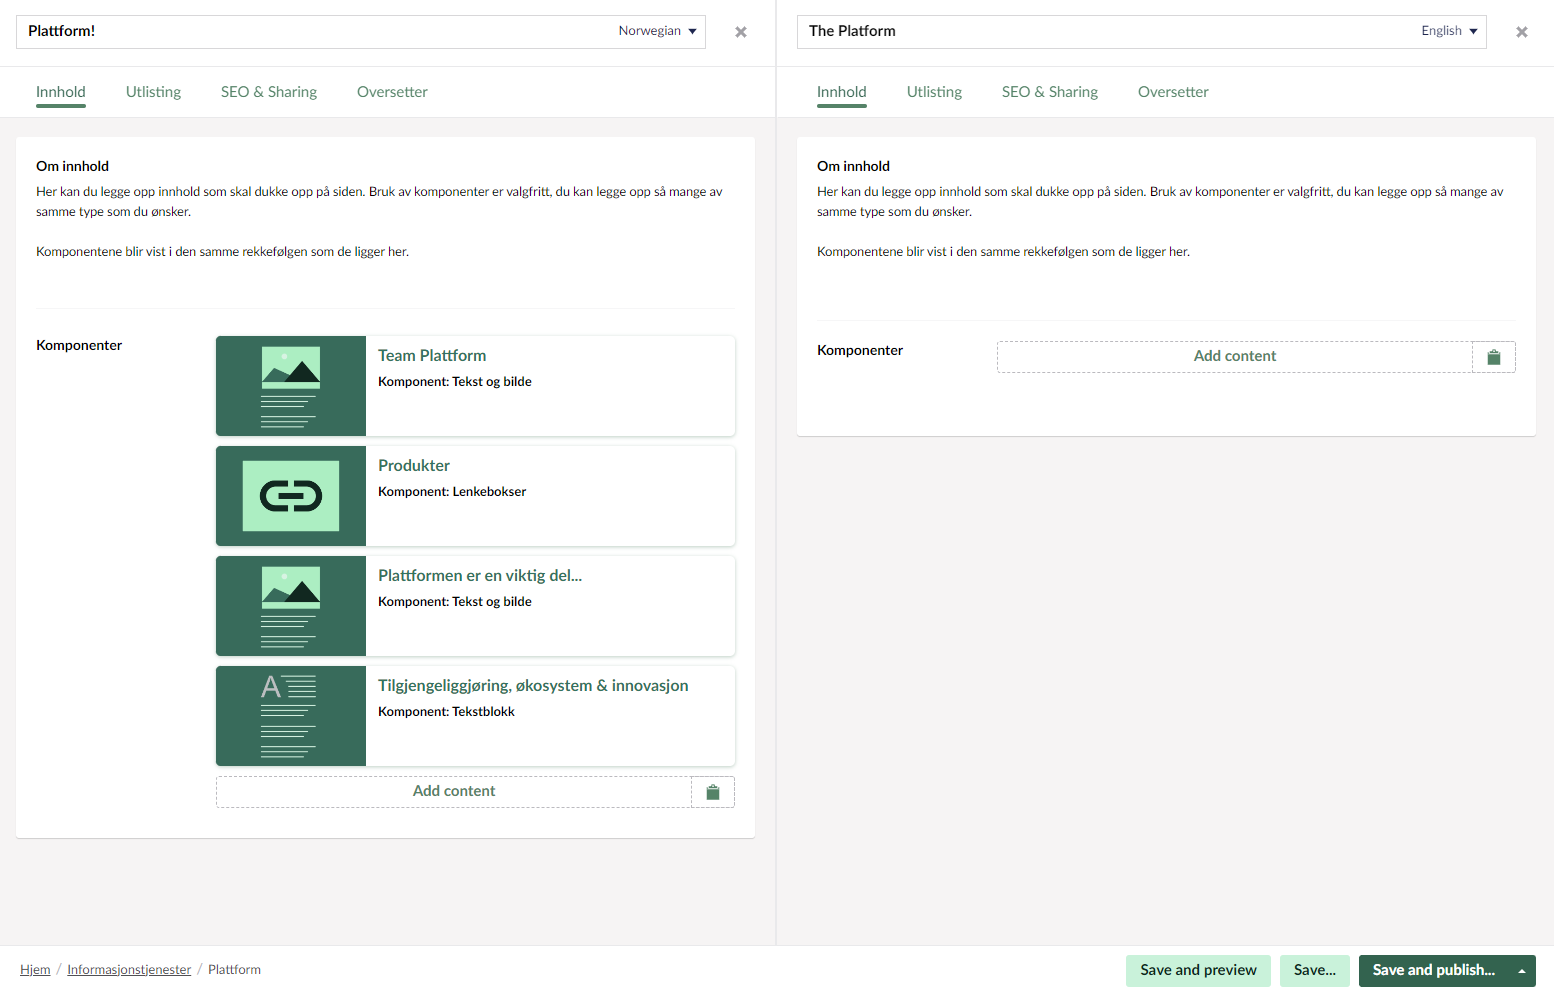 Plattform!
Norwegian
Innhold
Utlisting
SEO & Sharing
Oversetter
Om innhold
Her kan du legge opp innhold som skal dukke opp på siden. Bruk av komponenter er valgfritt, du kan legge opp så mange av
samme type som du ønsker.
Komponentene blir vist i den samme rekkefølgen som de ligger her.
Komponenter
Team Plattform
Komponent: Tekst og bilde
Produkter
Komponent: Lenkebokser
Plattformen er en viktig del...
Komponent: Tekst og bilde
A
Tilgjengeliggjøring, økosystem & innovasjon
Komponent: Tekstblokk
Add content
The Platform
English
Innhold
Utlisting
SEO & Sharing
Oversetter
Om innhold
Her kan du legge opp innhold som skal dukke opp på siden. Bruk av komponenter er valgfritt, du kan legge opp så mange av
samme type som du ønsker.
Komponentene blir vist i den samme rekkefølgen som de ligger her.
Komponenter
Add content
Hjem / Informasjonstjenester / Plattform
Save and preview
Save...
Save and publish...